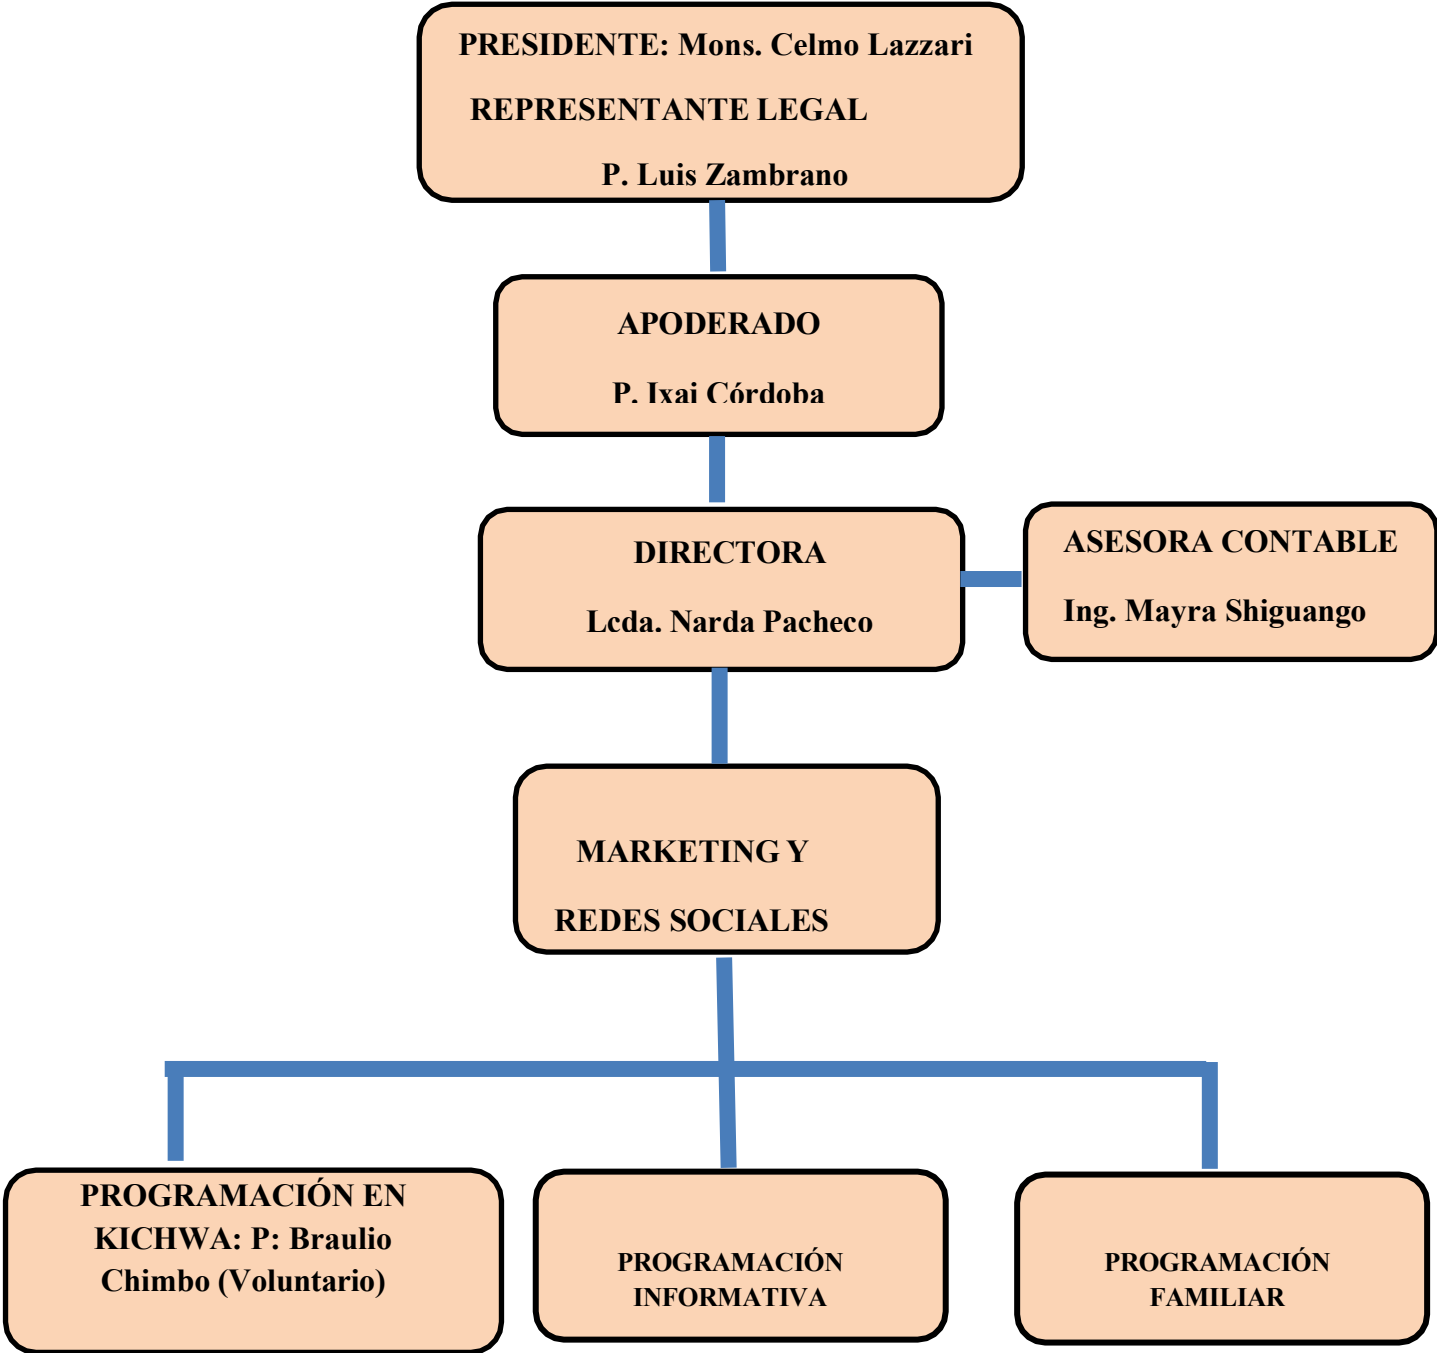 PRESIDENTE: Mons. Celmo Lazzari
REPRESENTANTE LEGAL
P. Luis Zambrano
APODERADO
P. Ixai Córdoba
DIRECTORA
Lcda. Narda Pacheco
ASESORA CONTABLE
Ing. Mayra Shiguango
MARKETING Y
REDES SOCIALES
PROGRAMACIÓN EN
KICHWA: P: Braulio
Chimbo (Voluntario)
PROGRAMACIÓN
INFORMATIVA
PROGRAMACIÓN
FAMILIAR